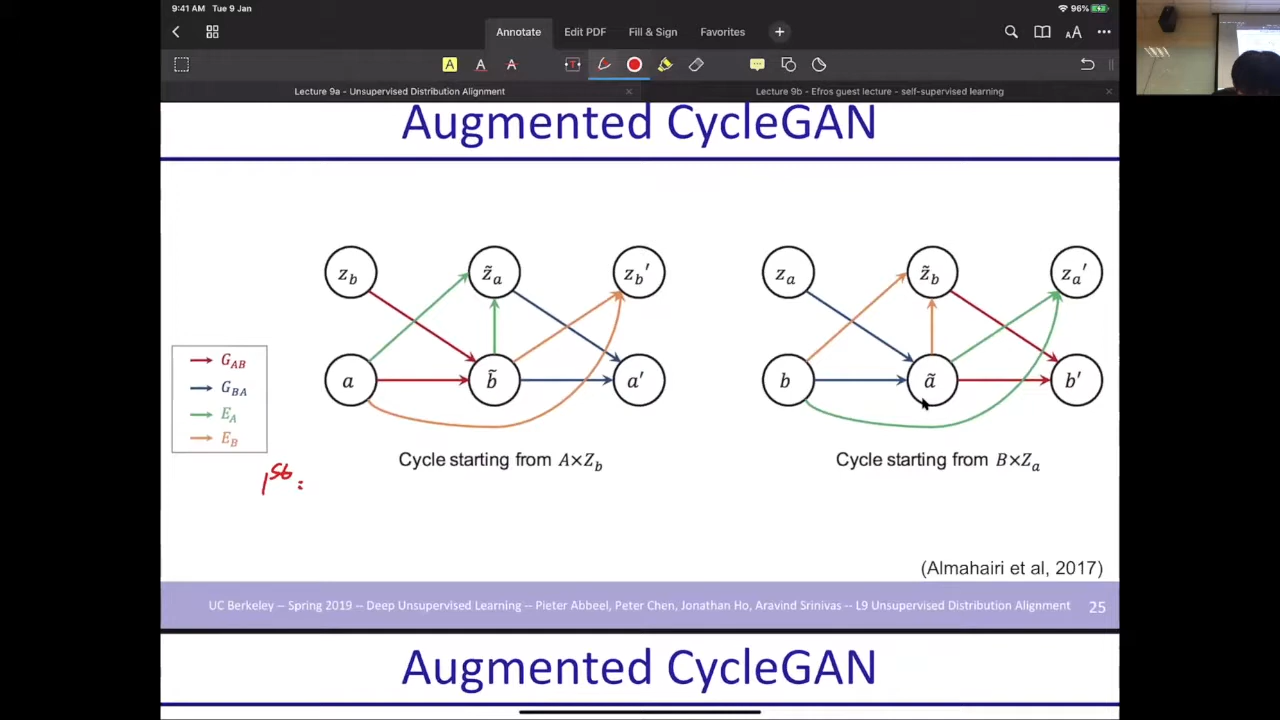 9:41 AM Tue 9 Jan
96%
Annotate Edit PDF Fill & Sign Favorites +
A A A T AA
Lecture 9a - Unsupervised Distribution Alignment × Lecture 9b - Efros guest lecture - self-supervised learning ×
Augmented CycleGAN
z_b z̃_a z_b′ z_a z̃_b z_a′
G_AB
a b̃ a′ b ã b′
G_BA
E_A
E_B
Cycle starting from A×Z_b Cycle starting from B×Z_a
1st:
(Almahairi et al, 2017)
UC Berkeley -- Spring 2019 -- Deep Unsupervised Learning -- Pieter Abbeel, Peter Chen, Jonathan Ho, Aravind Srinivas -- L9 Unsupervised Distribution Alignment 25
Augmented CycleGAN